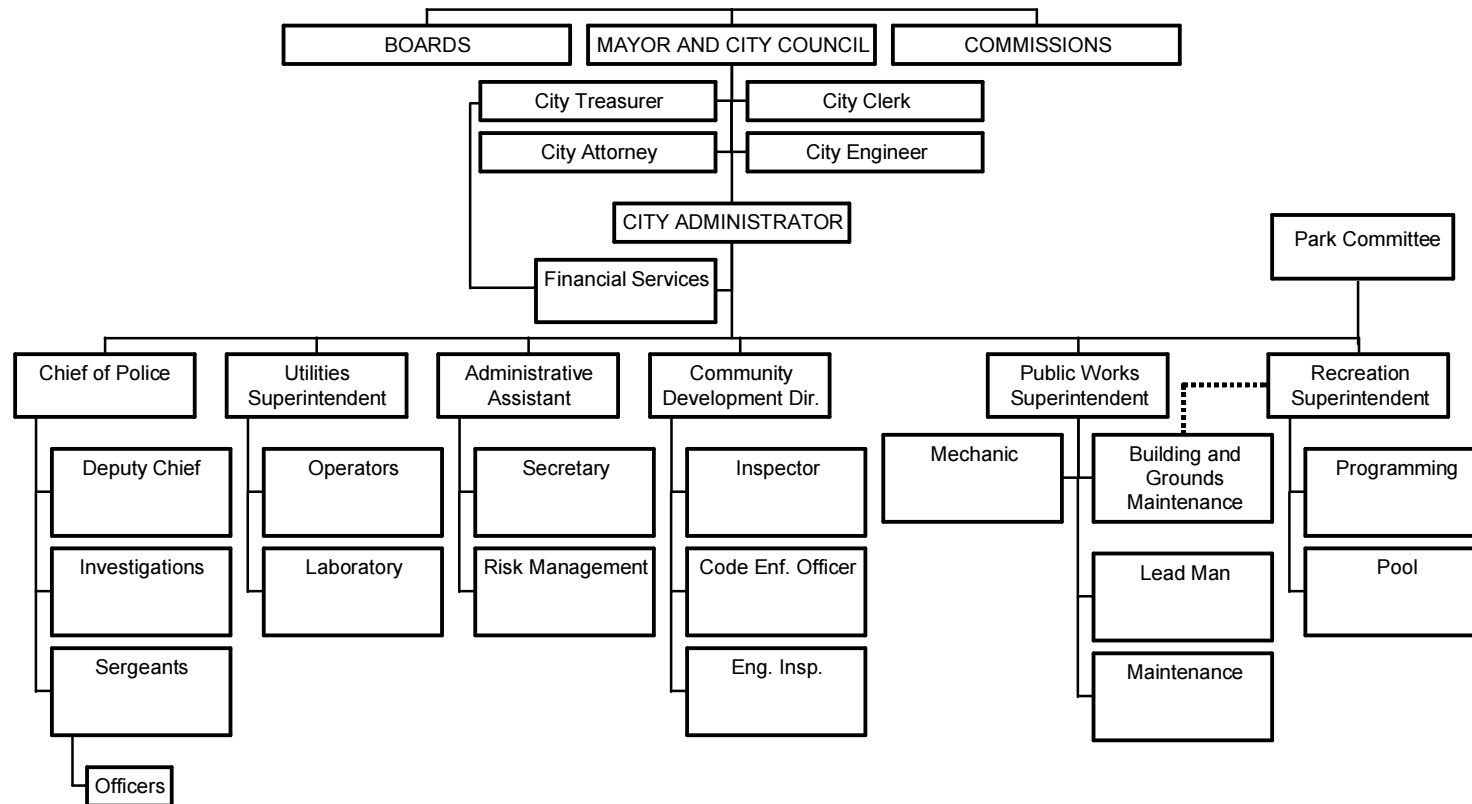 BOARDS
MAYOR AND CITY COUNCIL
COMMISSIONS
City Treasurer
City Clerk
City Attorney
City Engineer
CITY ADMINISTRATOR
Park Committee
Financial Services
Chief of Police
Utilities
Superintendent
Administrative
Assistant
Community
Development Dir.
Public Works
Superintendent
Recreation
Superintendent
Deputy Chief
Operators
Secretary
Inspector
Mechanic
Building and
Grounds
Maintenance
Programming
Investigations
Laboratory
Risk Management
Code Enf. Officer
Lead Man
Pool
Sergeants
Eng. Insp.
Maintenance
Officers